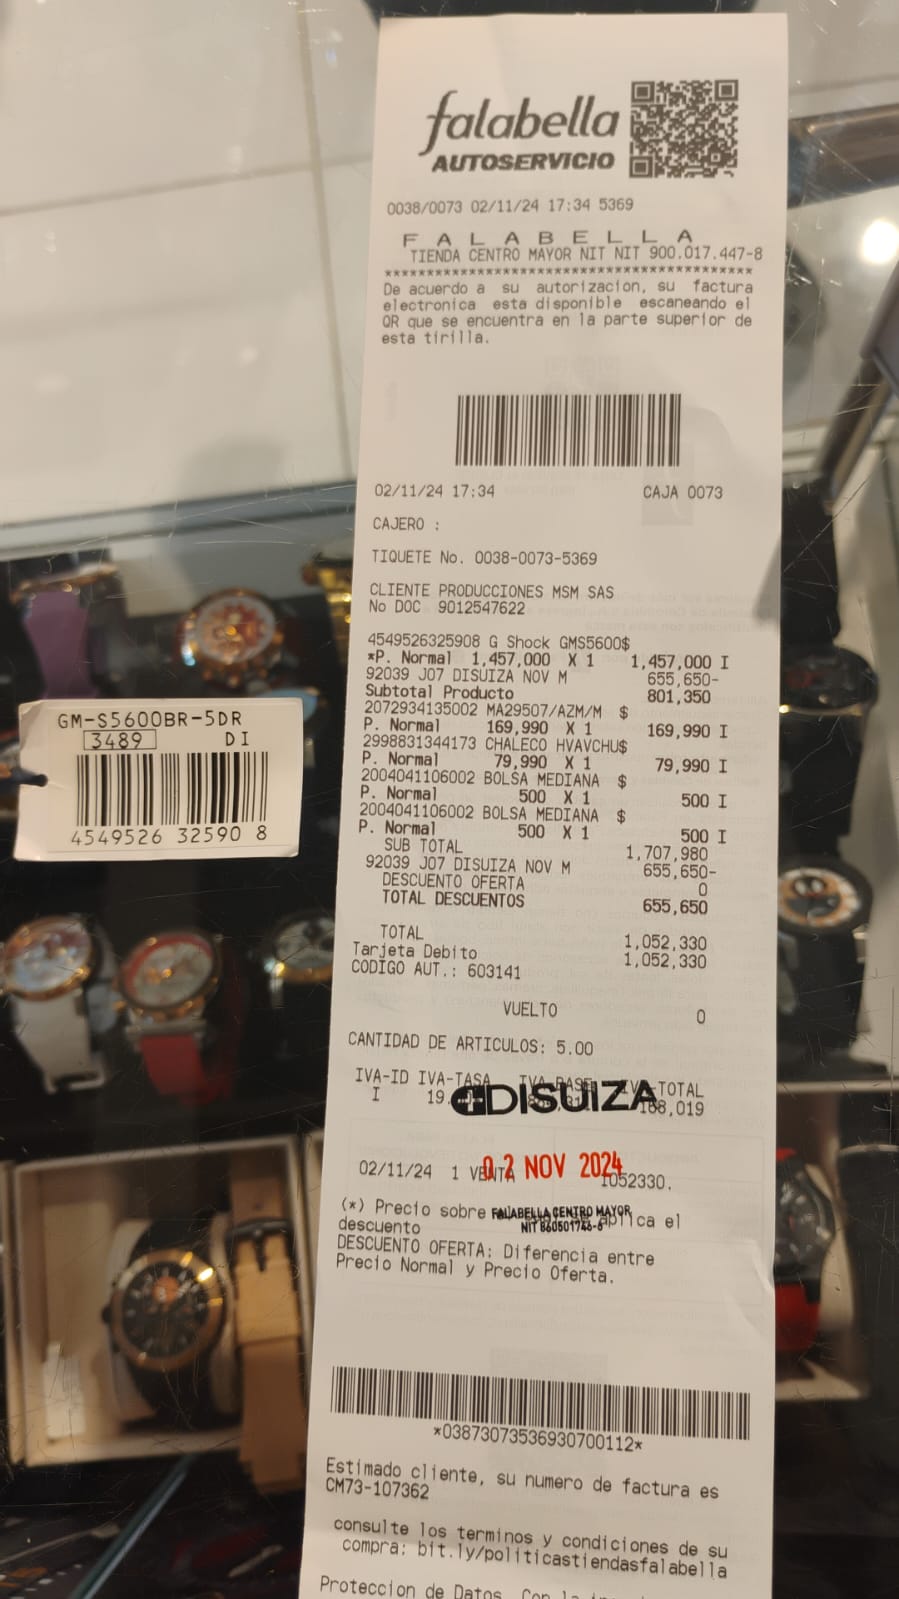 falabella
AUTOSERVICIO
0038/0073 02/11/24 17:34 5369
F A L A B E L L A
TIENDA CENTRO MAYOR NIT NIT 900.017.447-8
********************************************
De acuerdo a su autorizacion, su factura
electronica esta disponible escaneando el
QR que se encuentra en la parte superior de
esta tirilla.
02/11/24 17:34 CAJA 0073
CAJERO :
TIQUETE No. 0038-0073-5369
CLIENTE PRODUCCIONES MSM SAS
No DOC 9012547622
4549526325908 G Shock GMS5600$
*P. Normal 1,457,000 X 1 1,457,000 I
92039 J07 DISUIZA NOV M 655,650-
Subtotal Producto 801,350
2072934135002 MA29507/AZM/M $
P. Normal 169,990 X 1 169,990 I
2998831344173 CHALECO HVAVCHU$
P. Normal 79,990 X 1 79,990 I
2004041106002 BOLSA MEDIANA $
P. Normal 500 X 1 500 I
2004041106002 BOLSA MEDIANA $
P. Normal 500 X 1 500 I
SUB TOTAL 1,707,980
92039 J07 DISUIZA NOV M 655,650-
DESCUENTO OFERTA 0
TOTAL DESCUENTOS 655,650
TOTAL 1,052,330
Tarjeta Debito 1,052,330
CODIGO AUT.: 603141
VUELTO 0
CANTIDAD DE ARTICULOS: 5.00
IVA-ID IVA-TASA IVA-BASE IVA-TOTAL
I 19. 168,019
DISUIZA
02/11/24 1 VENTA 1052330.
02 NOV 2024
(*) Precio sobre aplica el
FALABELLA CENTRO MAYOR
NIT 860501746-6
descuento
DESCUENTO OFERTA: Diferencia entre
Precio Normal y Precio Oferta.
*03873073536930700112*
Estimado cliente, su numero de factura es
CM73-107362
consulte los terminos y condiciones de su
compra: bit.ly/politicastiendasfalabella
Proteccion de Datos. Con la
GM-S5600BR-5DR
3489 DI
4549526 32590 8